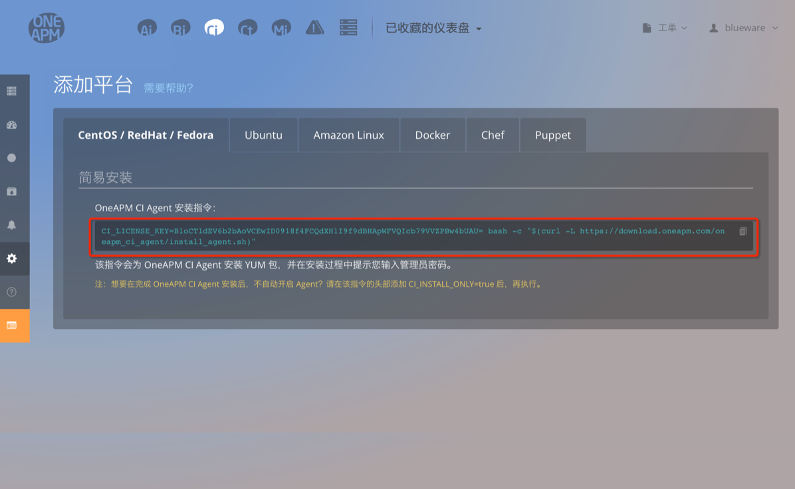 ONE
APM
Ai Bi Ci Ct Mi 已收藏的仪表盘 工单 blueware
添加平台 需要帮助?
CentOS / RedHat / Fedora Ubuntu Amazon Linux Docker Chef Puppet
简易安装
OneAPM CI Agent 安装指令:
bash -c "$(curl -L https://download.oneapm.com/on
eapm_ci_agent/install_agent.sh)"
该指令会为 OneAPM CI Agent 安装 YUM 包，并在安装过程中提示您输入管理员密码。
注：想要在完成 OneAPM CI Agent 安装后，不自动开启 Agent？请在该指令的头部添加 CI_INSTALL_ONLY=true 后，再执行。